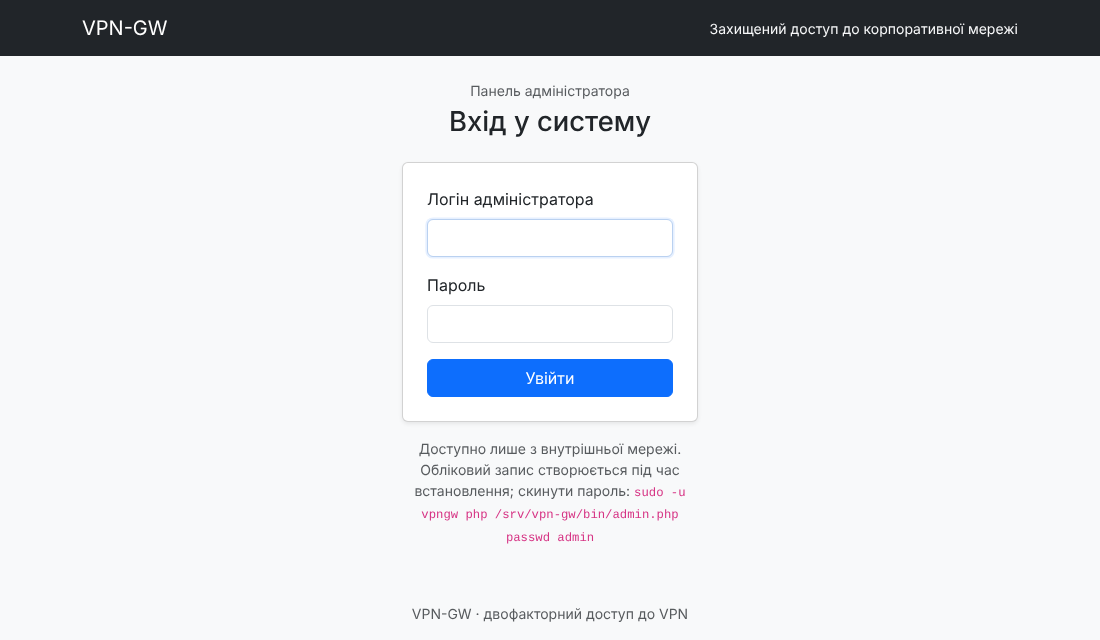 VPN-GW
Захищений доступ до корпоративної мережі
Панель адміністратора
Вхід у систему
Логін адміністратора
Пароль
Увійти
Доступно лише з внутрішньої мережі.
Обліковий запис створюється під час
встановлення; скинути пароль: sudo -u
vpngw php /srv/vpn-gw/bin/admin.php
passwd admin
VPN-GW · двофакторний доступ до VPN